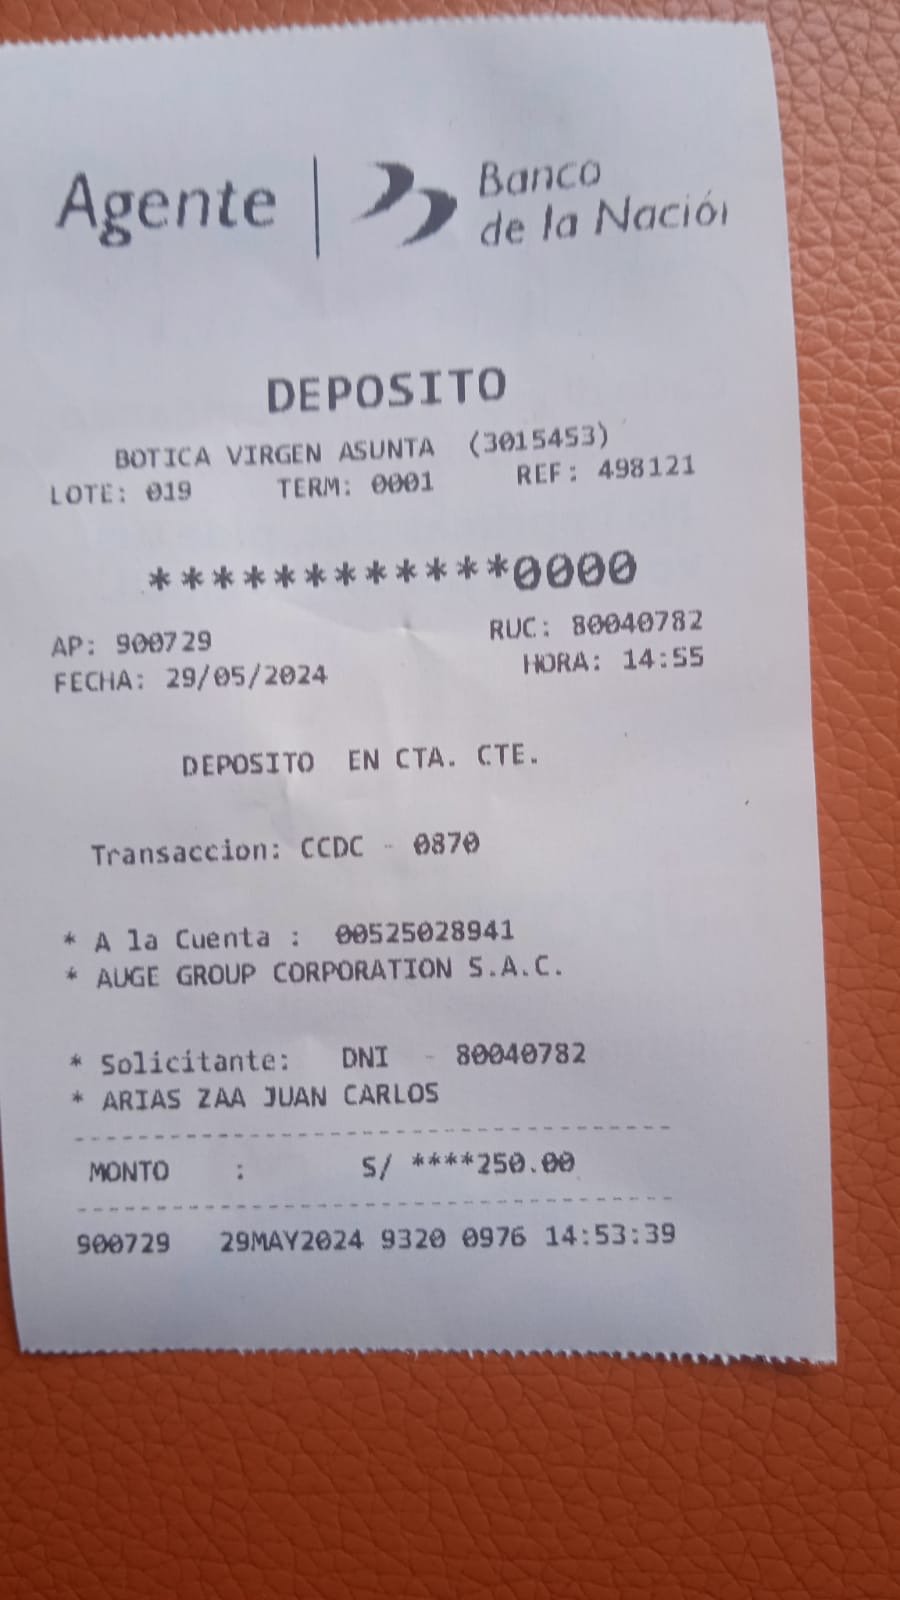 Agente | Banco
de la Nación
DEPOSITO
BOTICA VIRGEN ASUNTA (3015453)
LOTE: 019 TERM: 0001 REF: 498121
************0000
AP: 900729 RUC: 80040782
FECHA: 29/05/2024 HORA: 14:55
DEPOSITO EN CTA. CTE.
Transaccion: CCDC - 0870
* A la Cuenta : 00525028941
* AUGE GROUP CORPORATION S.A.C.
* Solicitante: DNI - 80040782
* ARIAS ZAA JUAN CARLOS
MONTO : S/ ****250.00
900729 29MAY2024 9320 0976 14:53:39